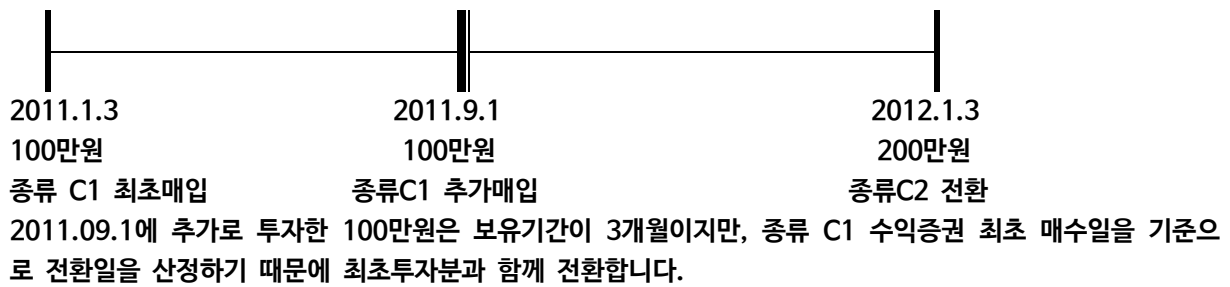 2011.1.3 2011.9.1 2012.1.3
100만원 100만원 200만원
종류 C1 최초매입 종류C1 추가매입 종류C2 전환
2011.09.1에 추가로 투자한 100만원은 보유기간이 3개월이지만, 종류 C1 수익증권 최초 매수일을 기준으
로 전환일을 산정하기 때문에 최초투자분과 함께 전환합니다.